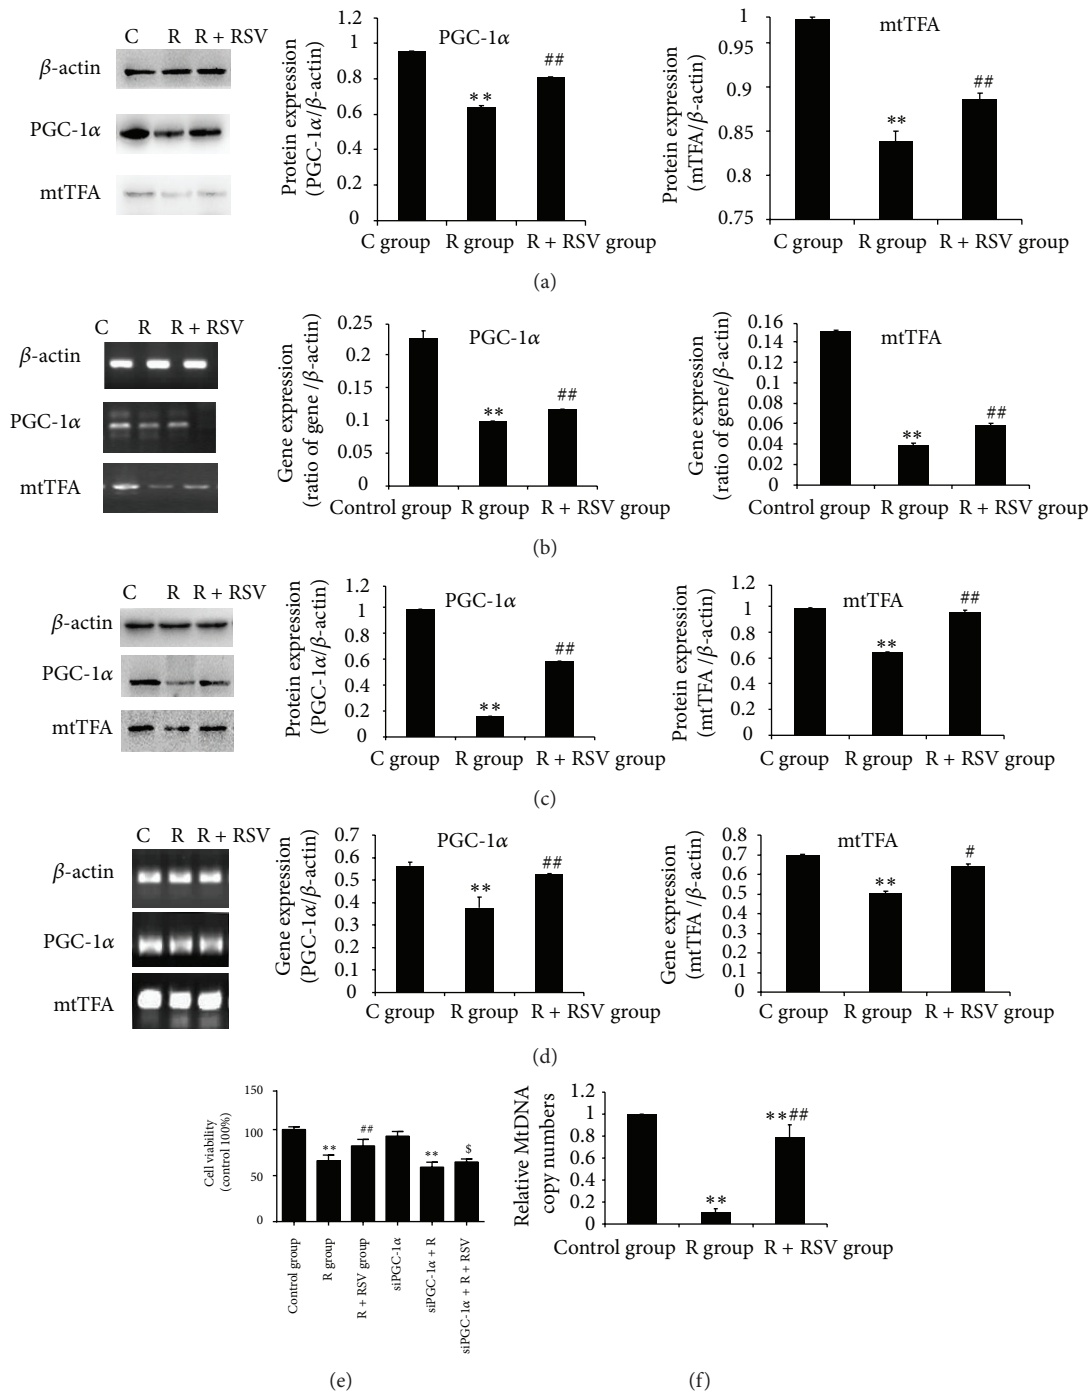 C R R + RSV
β-actin
PGC-1α
mtTFA
Protein expression
(PGC-1α/β-actin)
1.2
1
0.8
0.6
0.4
0.2
0
PGC-1α
**
##
C group R group R + RSV group
Protein expression
(mTFA/β-actin)
1
0.95
0.9
0.85
0.8
0.75
mtTFA
**
##
C group R group R + RSV group
(a)
C R R + RSV
β-actin
PGC-1α
mtTFA
Gene expression
(ratio of gene /β-actin)
0.25
0.2
0.15
0.1
0.05
0
PGC-1α
**
##
Control group R group R + RSV group
Gene expression
(ratio of gene/β-actin)
0.16
0.14
0.12
0.1
0.08
0.06
0.04
0.02
0
mtTFA
**
##
Control group R group R + RSV group
(b)
C R R + RSV
β-actin
PGC-1α
mtTFA
Protein expression
(PGC-1α/β-actin)
1.2
1
0.8
0.6
0.4
0.2
0
PGC-1α
**
##
C group R group R + RSV group
Protein expression
(mtTFA /β-actin)
1.2
1
0.8
0.6
0.4
0.2
0
mtTFA
**
##
C group R group R + RSV group
(c)
C R R + RSV
β-actin
PGC-1α
mtTFA
Gene expression
(PGC-1α/β-actin)
0.7
0.6
0.5
0.4
0.3
0.2
0.1
0
PGC-1α
**
##
C group R group R + RSV group
Gene expression
(mtTFA /β-actin)
0.8
0.7
0.6
0.5
0.4
0.3
0.2
0.1
0
mtTFA
**
#
C group R group R + RSV group
(d)
Cell viability
(control 100%)
150
100
50
0
**
##
**
$
Control group
R group
R + RSV group
siPGC-1α
siPGC-1α + R
siPGC-1α + R + RSV
(e)
Relative MtDNA
copy numbers
1.2
1
0.8
0.6
0.4
0.2
0
**
**##
Control group R group R + RSV group
(f)